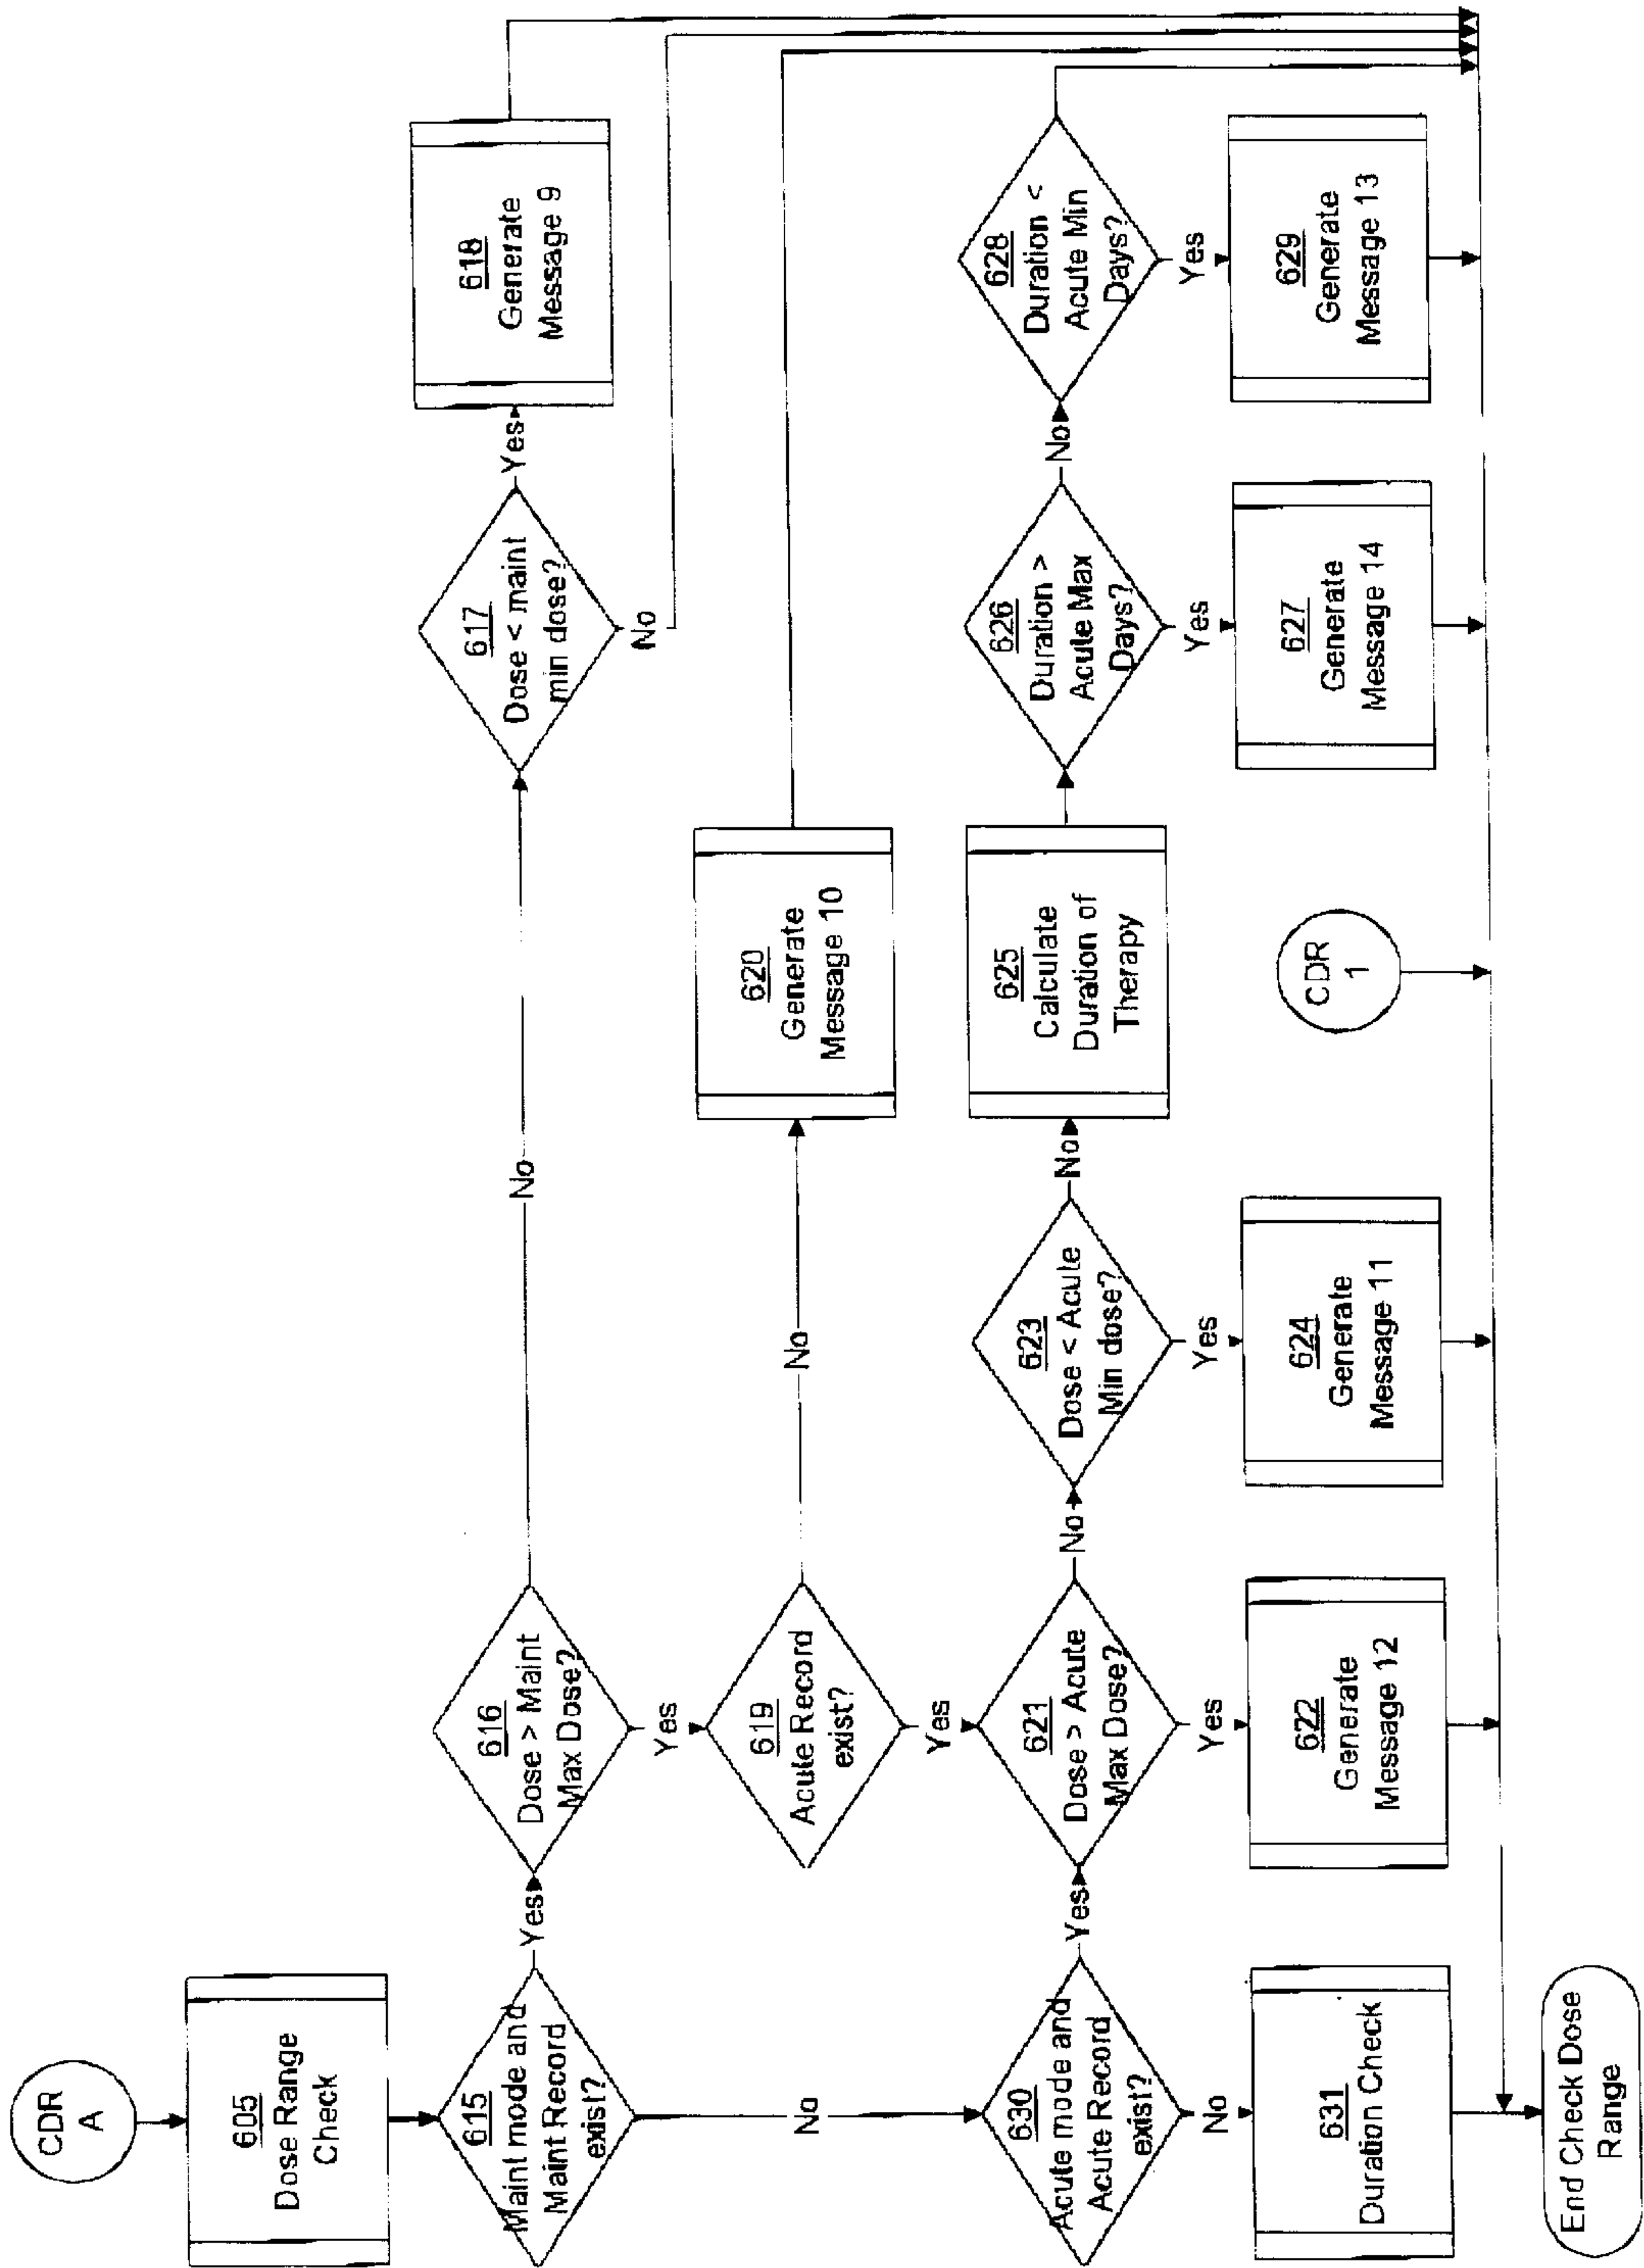 CDR
A
605
Dose Range
Check
615
Maint mode and
Maint Record
exist?
Yes
No
616
Dose > Maint
Max Dose?
No
Yes
617
Dose < maint
min dose?
Yes
No
618
Generate
Message 9
619
Acute Record
exist?
No
Yes
620
Generate
Message 10
630
Acute mode and
Acute Record
exist?
Yes
No
621
Dose > Acute
Max Dose?
No
Yes
623
Dose < Acute
Min dose?
No
Yes
625
Calculate
Duration of
Therapy
626
Duration >
Acute Max
Days?
No
Yes
628
Duration <
Acute Min
Days?
Yes
631
Duration Check
622
Generate
Message 12
624
Generate
Message 11
CDR
1
627
Generate
Message 14
629
Generate
Message 13
End Check Dose
Range